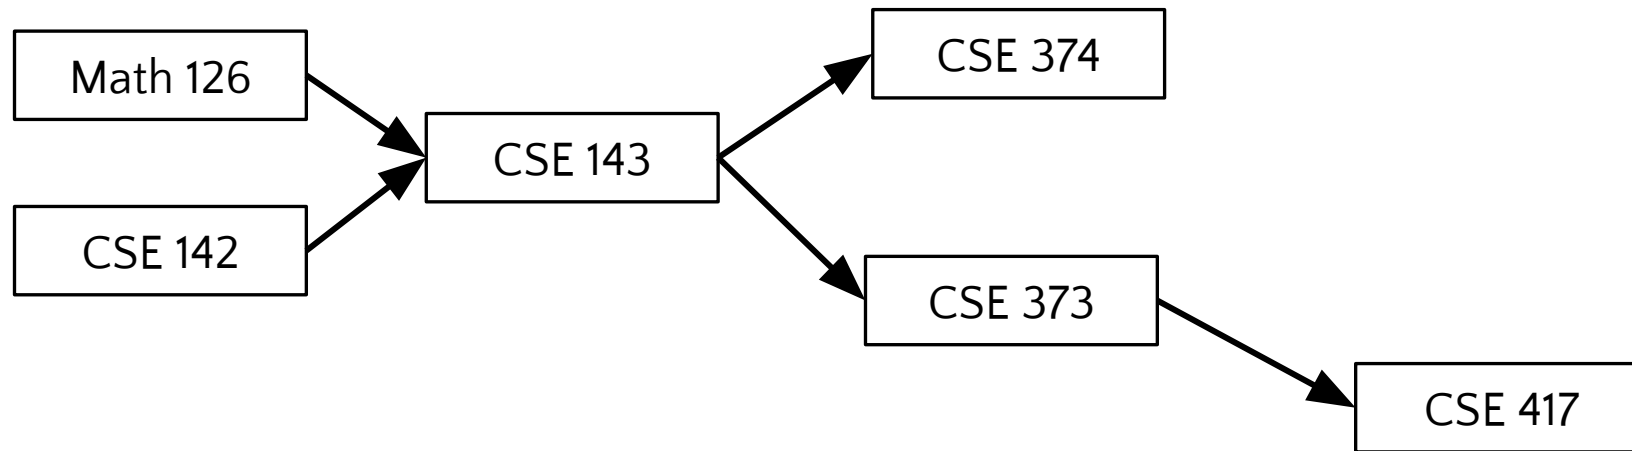 Math 126
CSE 142
CSE 143
CSE 374
CSE 373
CSE 417